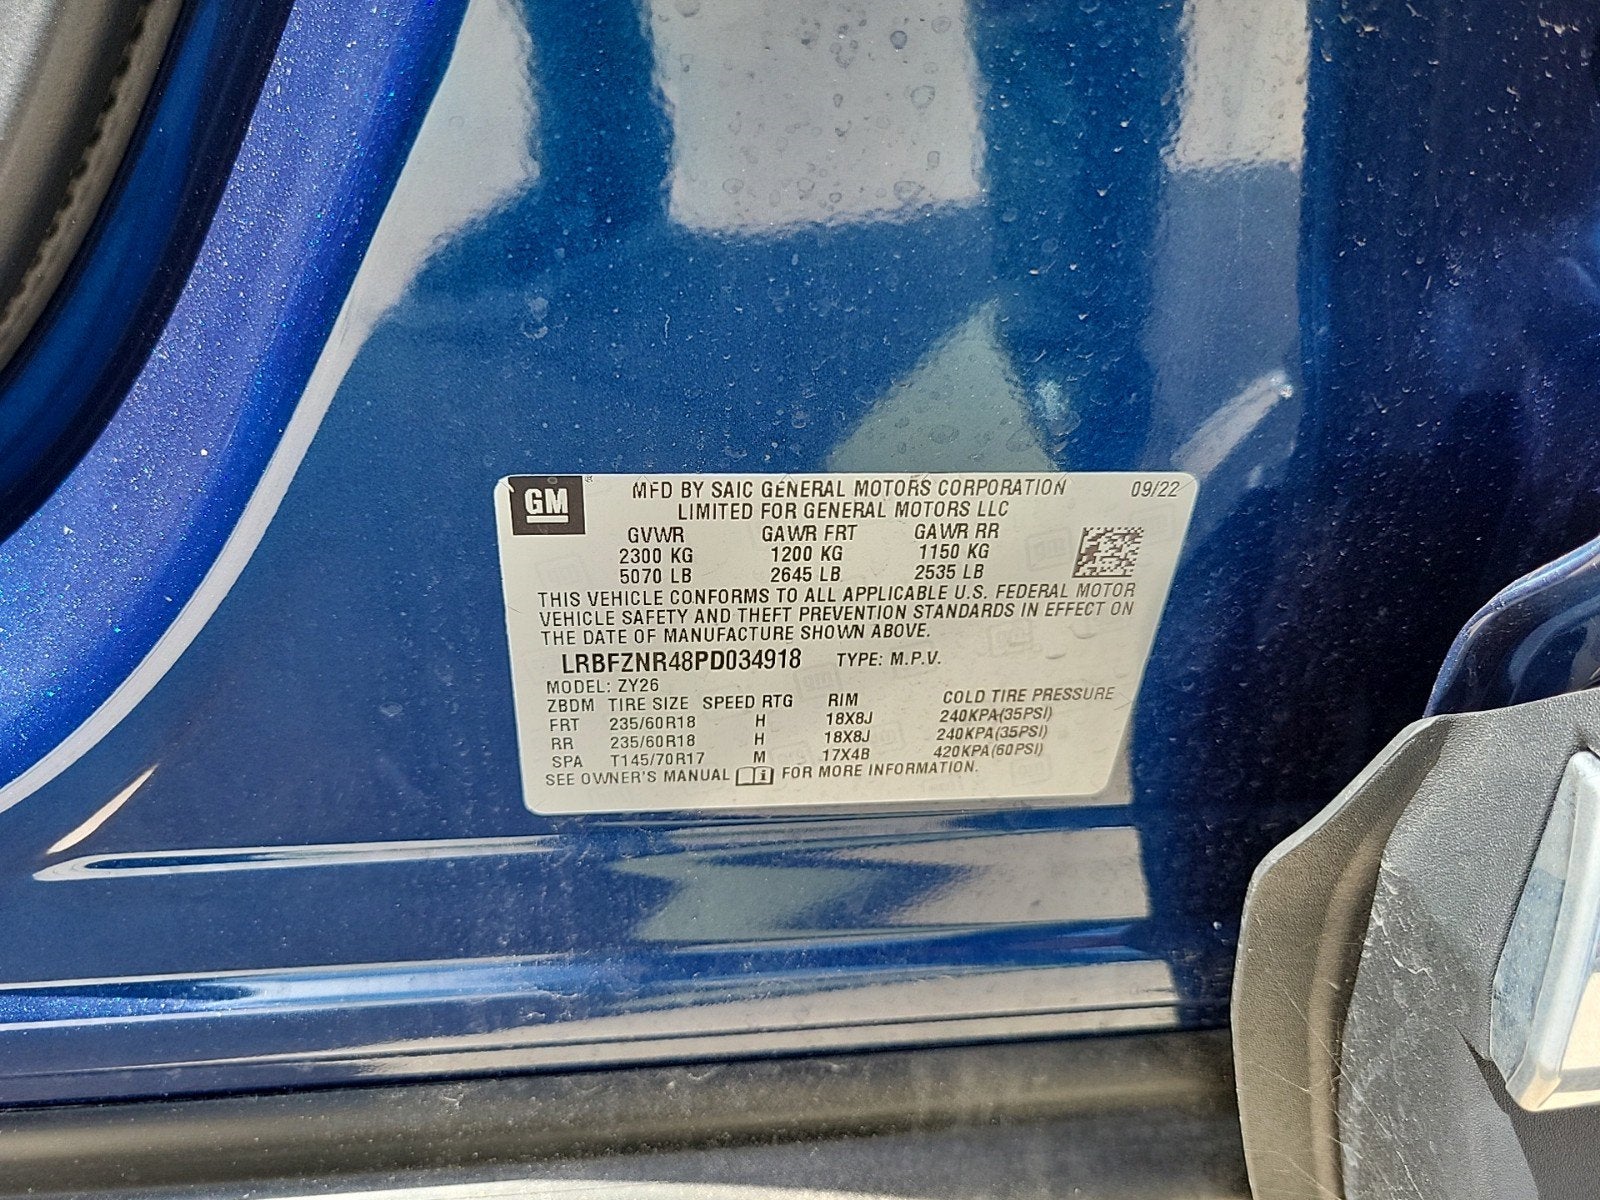 GM ® MFD BY SAIC GENERAL MOTORS CORPORATION 09/22
LIMITED FOR GENERAL MOTORS LLC
GVWR GAWR FRT GAWR RR
2300 KG 1200 KG 1150 KG
5070 LB 2645 LB 2535 LB
THIS VEHICLE CONFORMS TO ALL APPLICABLE U.S. FEDERAL MOTOR
VEHICLE SAFETY AND THEFT PREVENTION STANDARDS IN EFFECT ON
THE DATE OF MANUFACTURE SHOWN ABOVE.
LRBFZNR48PD034918 TYPE: M.P.V.
MODEL: ZY26
ZBDM TIRE SIZE SPEED RTG RIM COLD TIRE PRESSURE
FRT 235/60R18 H 18X8J 240KPA(35PSI)
RR 235/60R18 H 18X8J 240KPA(35PSI)
SPA T145/70R17 M 17X4B 420KPA(60PSI)
SEE OWNER'S MANUAL i FOR MORE INFORMATION.